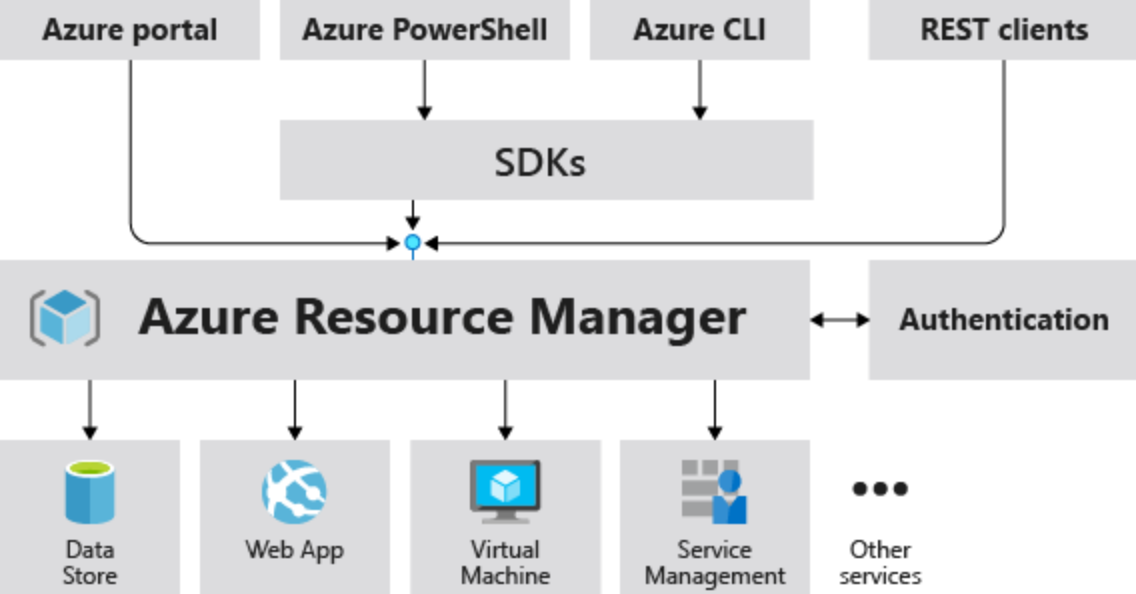 Azure portal
Azure PowerShell
Azure CLI
REST clients
SDKs
Azure Resource Manager
Authentication
Data
Store
Web App
Virtual
Machine
Service
Management
Other
services